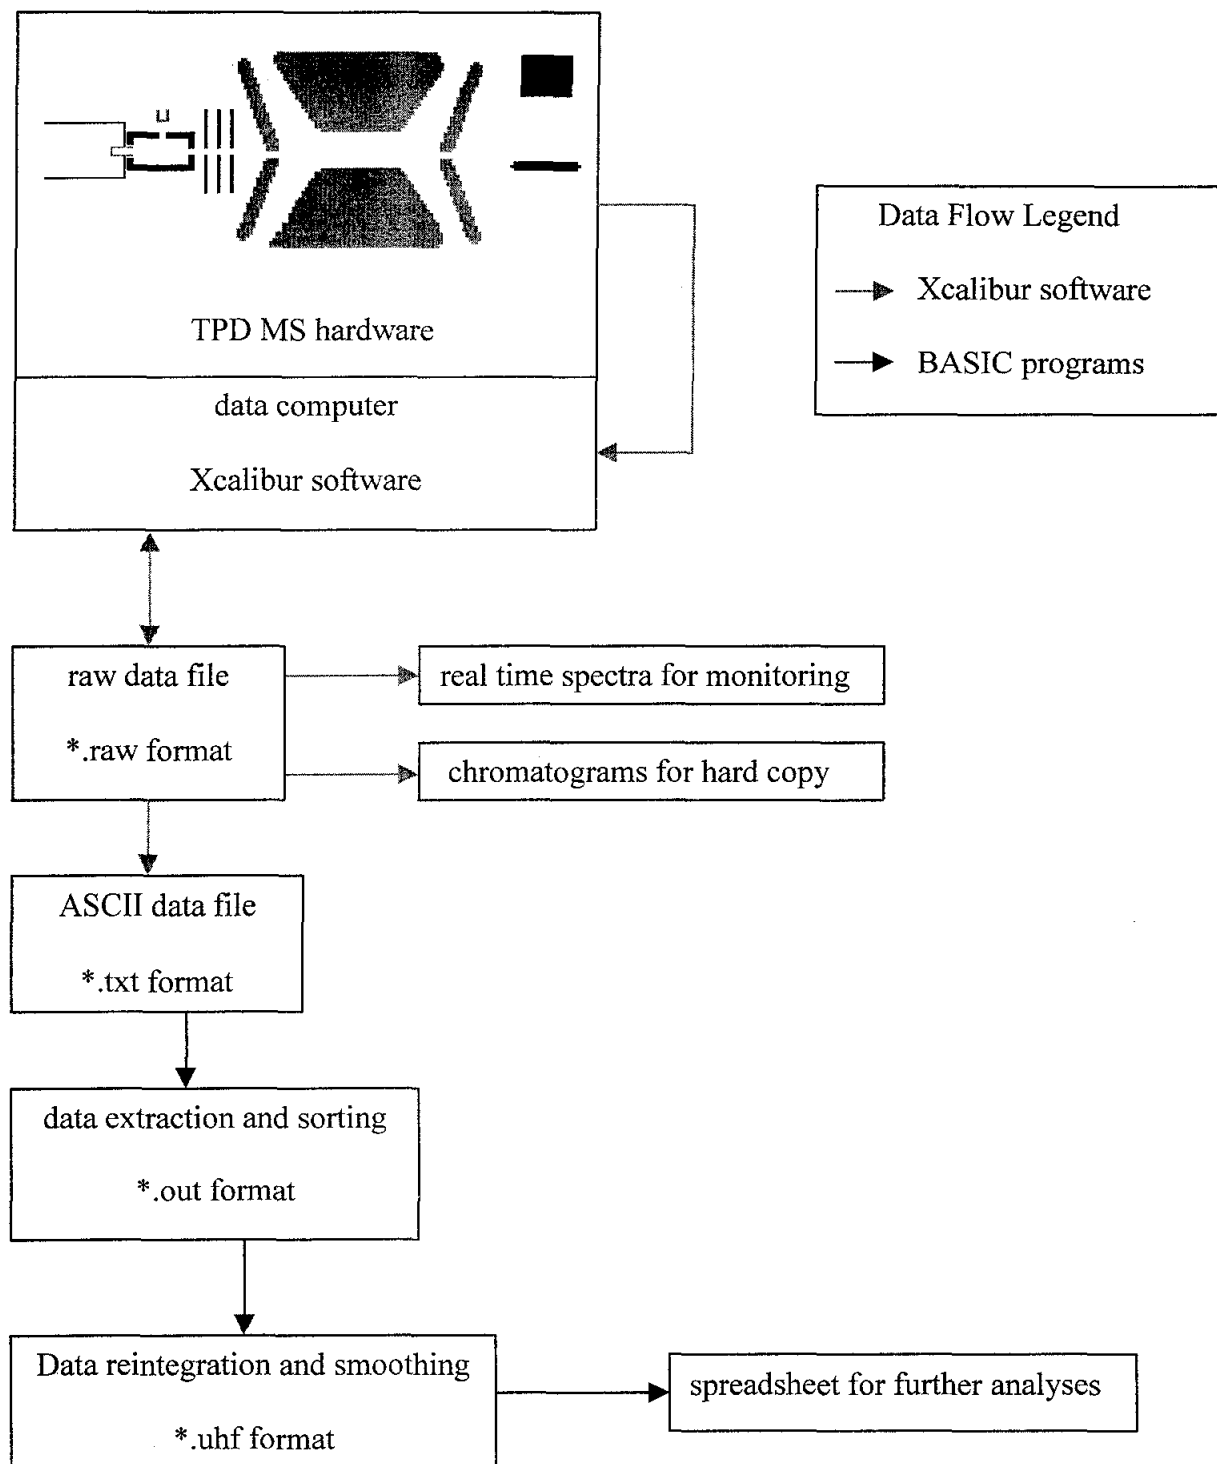 TPD MS hardware
data computer
Xcalibur software
Data Flow Legend
Xcalibur software
BASIC programs
raw data file
*.raw format
real time spectra for monitoring
chromatograms for hard copy
ASCII data file
*.txt format
data extraction and sorting
*.out format
Data reintegration and smoothing
*.uhf format
spreadsheet for further analyses